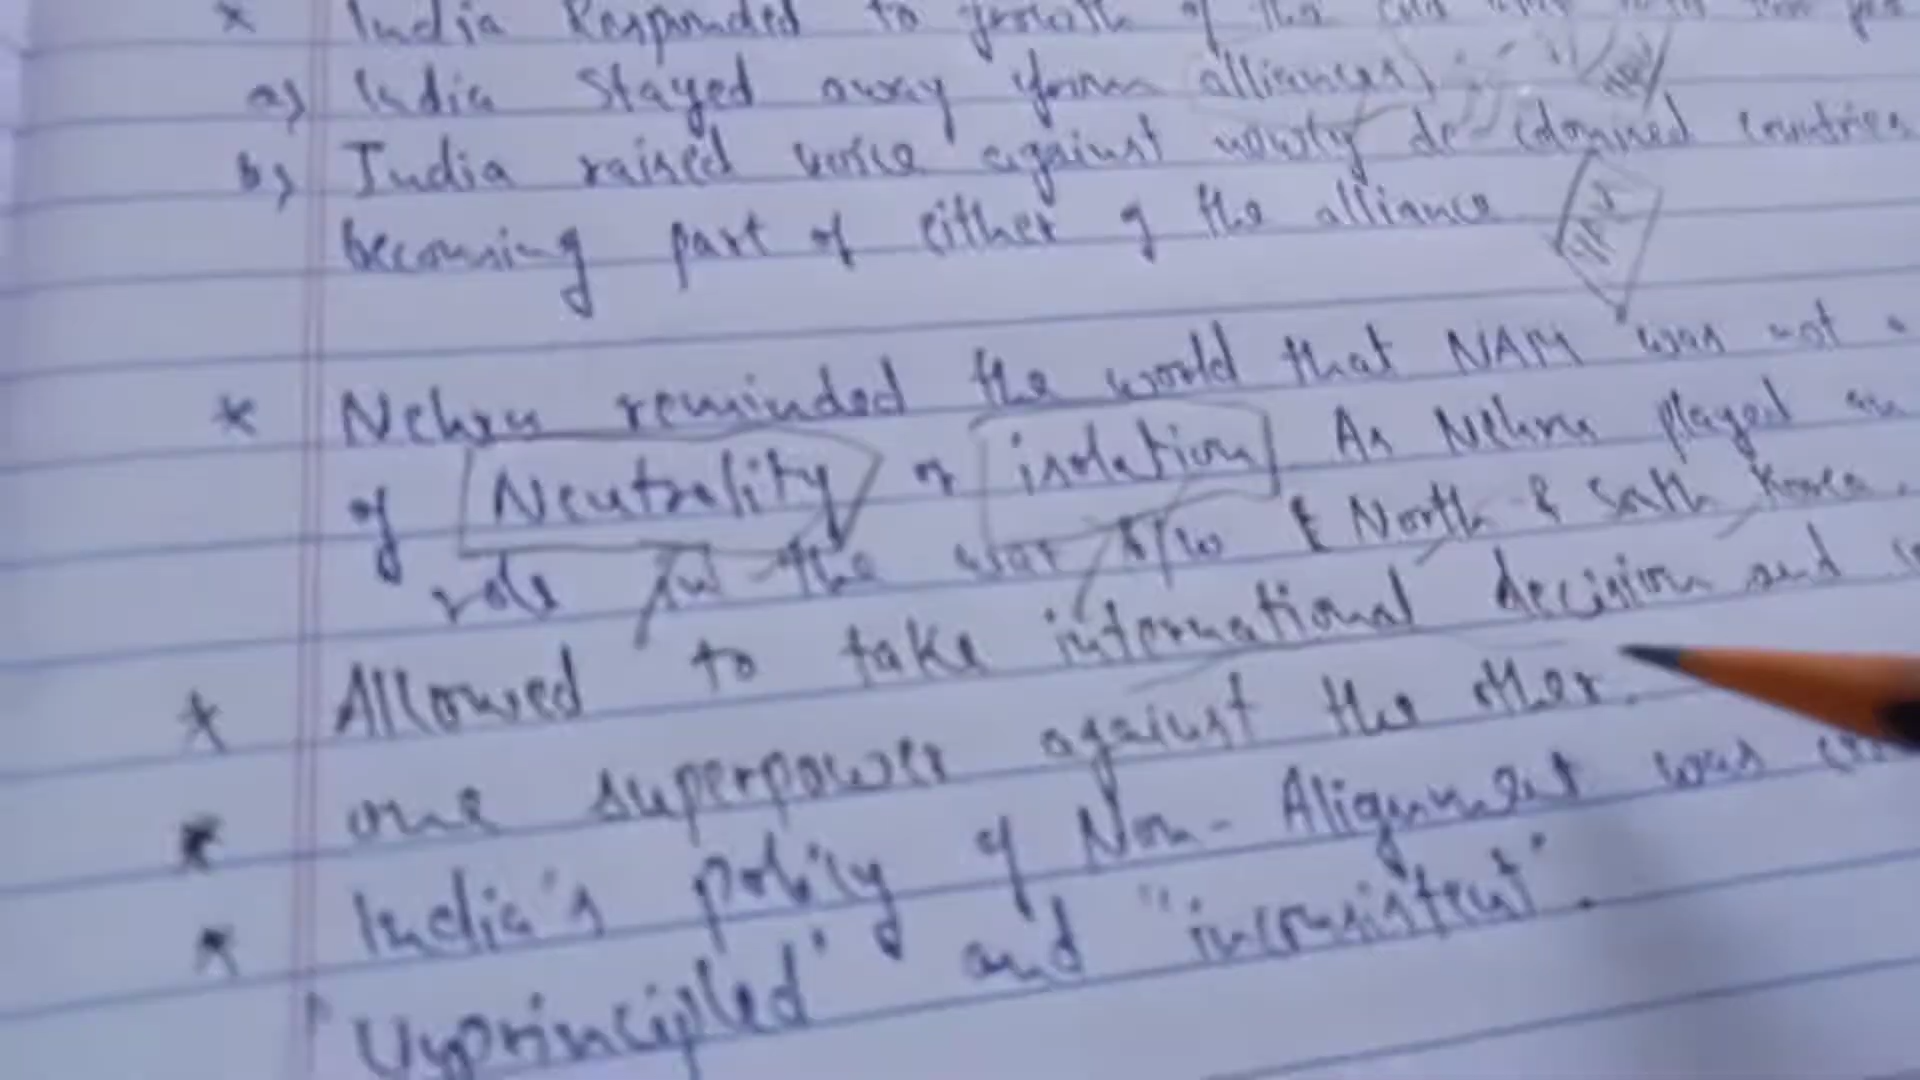 * India Responded to growth of the
a) India stayed away form alliances
b) India raised voice against newly de-colonised countries
becoming part of either of the alliance
* Nehru reminded the world that NAM was not a
of Neutrality or isolation As Nehru played an
role in the war b/w & North & South Korea.
* Allowed to take international decision and
* one superpower against the other.
* India's policy of Non-Alignment was
"Unprincipled" and "inconsistent".